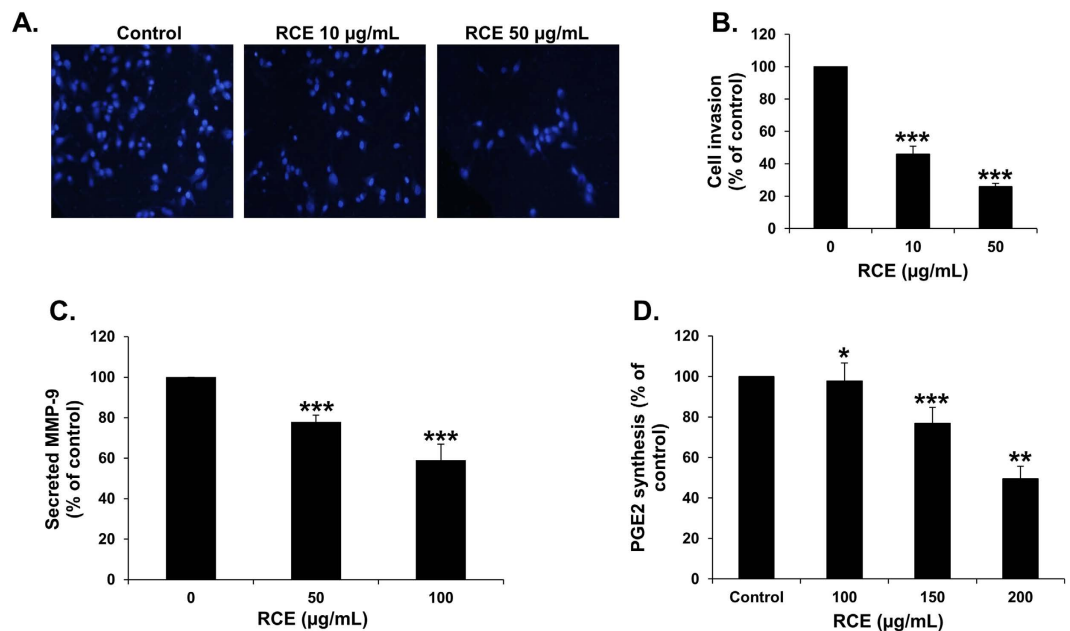 A.
Control
RCE 10 µg/mL
RCE 50 µg/mL
B.
Cell invasion
(% of control)
120
100
80
60
40
20
0
***
***
0
10
50
RCE (µg/mL)
C.
Secreted MMP-9
(% of control)
120
100
80
60
40
20
0
***
***
0
50
100
RCE (µg/mL)
D.
PGE2 synthesis (% of
control)
120
100
80
60
40
20
0
*
***
**
Control
100
150
200
RCE (µg/mL)